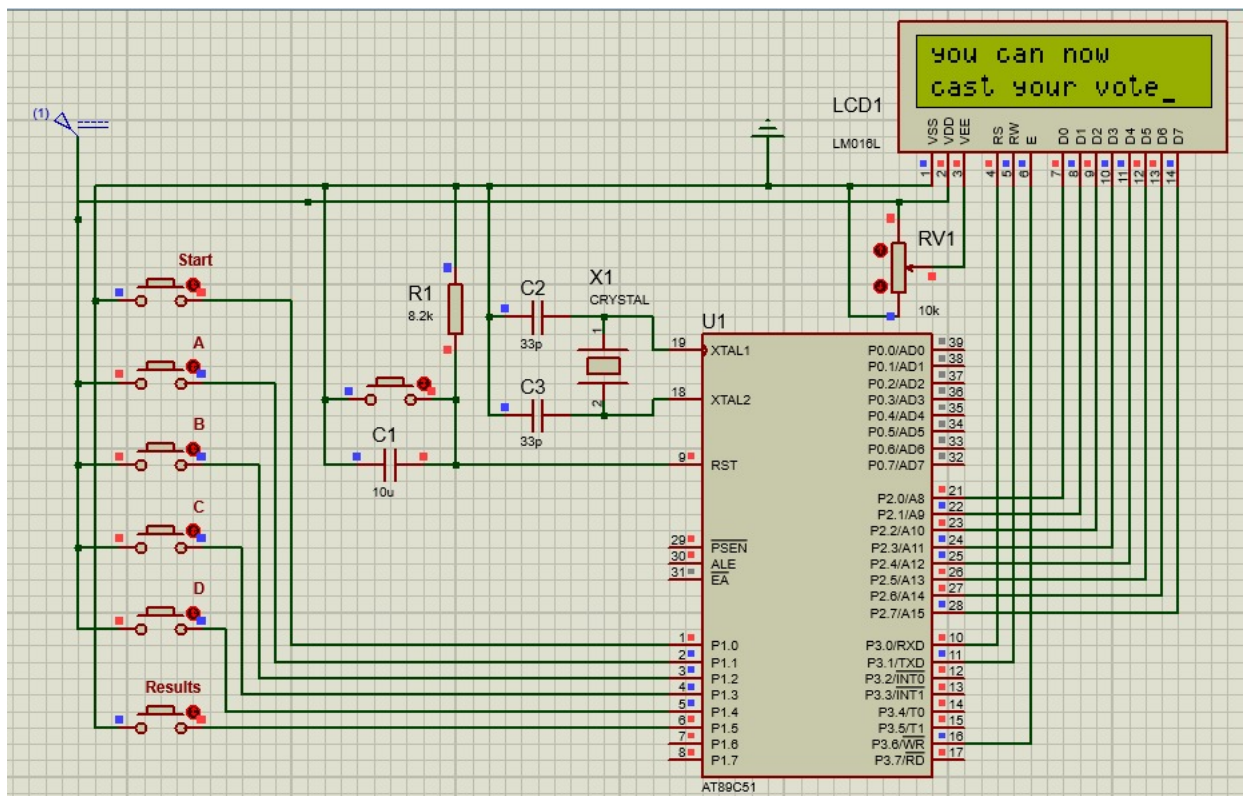 you can now
cast your vote_
LCD1
LM016L
VSS
VDD
VEE
RS
RW
E
D0
D1
D2
D3
D4
D5
D6
D7
1
2
3
4
5
6
7
8
9
10
11
12
13
14
(1)
RV1
10k
Start
A
B
C
D
Results
R1
8.2k
C1
10u
C2
33p
C3
33p
X1
CRYSTAL
1
2
U1
19 XTAL1
18 XTAL2
9 RST
29 PSEN
30 ALE
31 EA
1 P1.0
2 P1.1
3 P1.2
4 P1.3
5 P1.4
6 P1.5
7 P1.6
8 P1.7
P0.0/AD0 39
P0.1/AD1 38
P0.2/AD2 37
P0.3/AD3 36
P0.4/AD4 35
P0.5/AD5 34
P0.6/AD6 33
P0.7/AD7 32
P2.0/A8 21
P2.1/A9 22
P2.2/A10 23
P2.3/A11 24
P2.4/A12 25
P2.5/A13 26
P2.6/A14 27
P2.7/A15 28
P3.0/RXD 10
P3.1/TXD 11
P3.2/INT0 12
P3.3/INT1 13
P3.4/T0 14
P3.5/T1 15
P3.6/WR 16
P3.7/RD 17
AT89C51